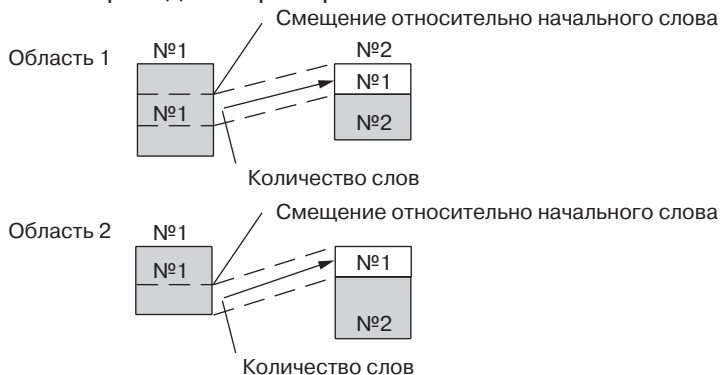 Смещение относительно начального слова
Область 1 №1 №2
№1 №1
№2
Количество слов
Смещение относительно начального слова
Область 2 №1
№1 №1
№2
Количество слов